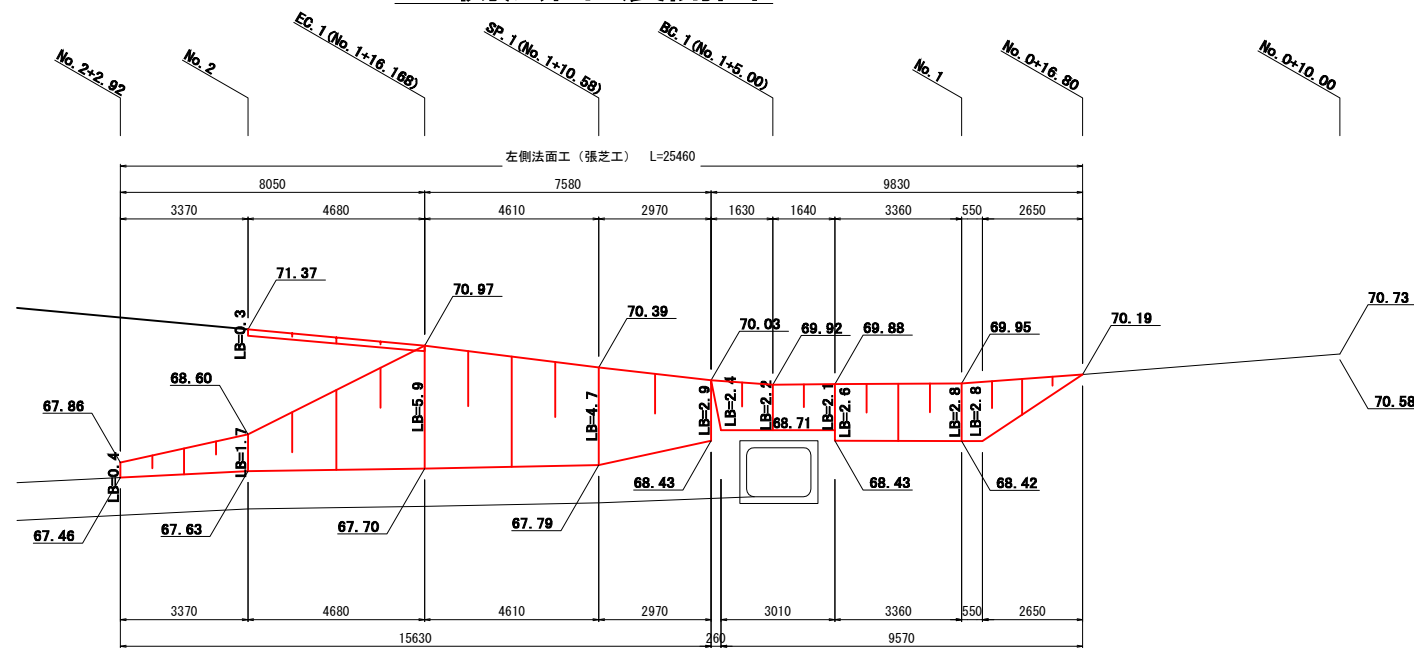 No. 2+2. 92
No. 2
EC. 1(No. 1+16. 168)
SP. 1(No. 1+10. 58)
BC. 1(No. 1+5. 00)
No. 1
No. 0+16. 80
No. 0+10. 00
左側法面工（張芝工） L=25460
8050 7580 9830
3370 4680 4610 2970 1630 1640 3360 550 2650
71. 37
70. 97
70. 39
70. 03
69. 92
69. 88
69. 95
70. 19
70. 73
70. 58
68. 60
67. 86
LB=0. 3
LB=0. 4
LB=1. 7
LB=5. 9
LB=4. 7
LB=2. 9
LB=2. 4
LB=2. 2
LB=2. 1
LB=2. 6
LB=2. 8
LB=2. 8
68. 71
67. 46
67. 63
67. 70
67. 79
68. 43
68. 43
68. 42
3370 4680 4610 2970 3010 3360 550 2650
15630 260 9570